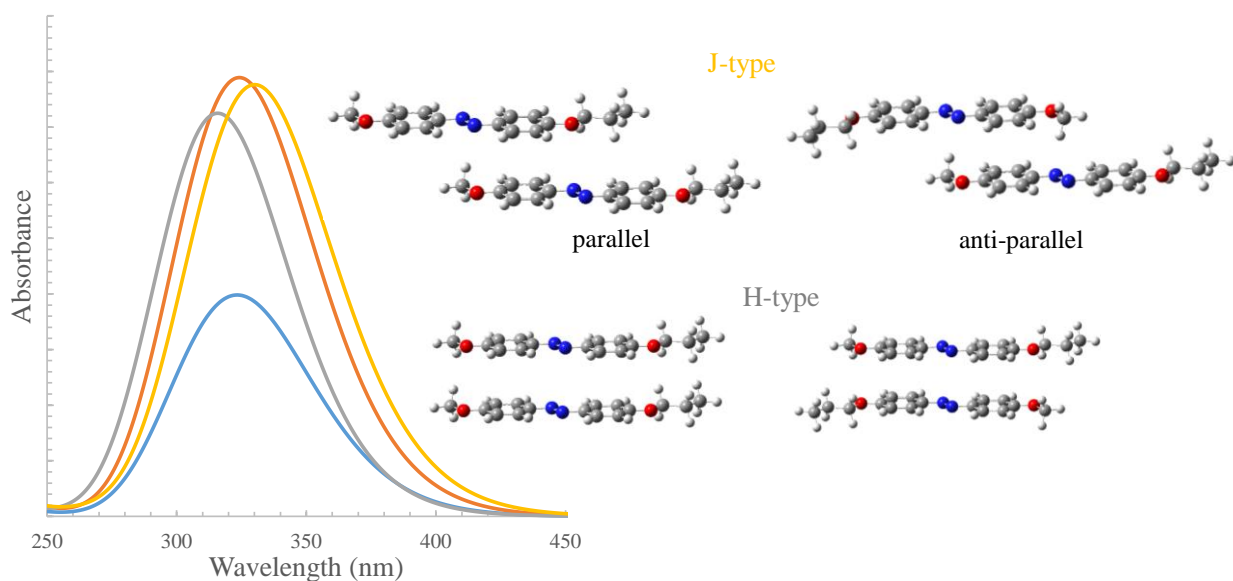 Absorbance
250
300
350
400
450
Wavelength (nm)
J-type
parallel
anti-parallel
H-type